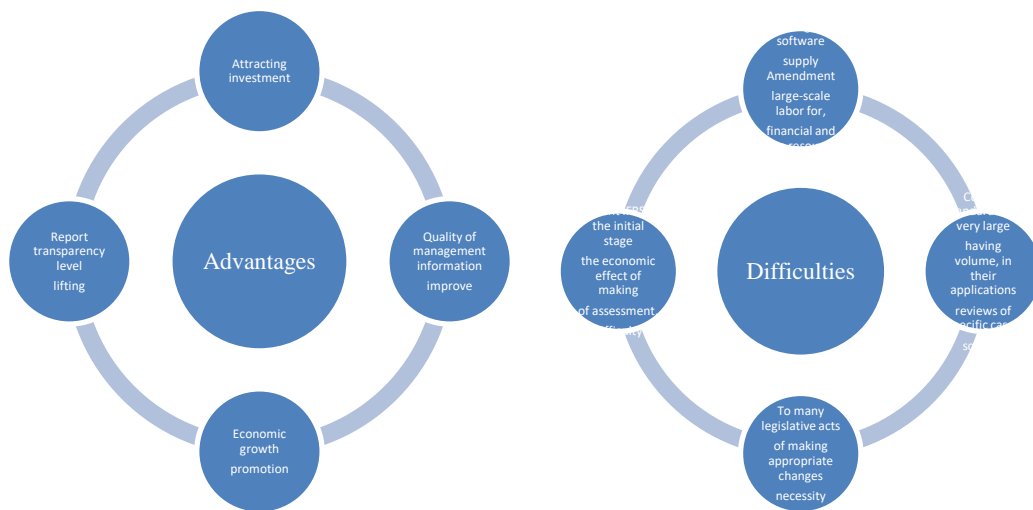 Attracting
investment
Report
transparency
level
lifting
Advantages
Quality of
management
information
improve
Economic
growth
promotion
software
supply
Amendment
large-scale
labor for,
financial and
the initial
stage
the economic
effect of
making
of assessment
Difficulties
very large
having
volume, in
their
applications
reviews of
To many
legislative acts
of making
appropriate
changes
necessity